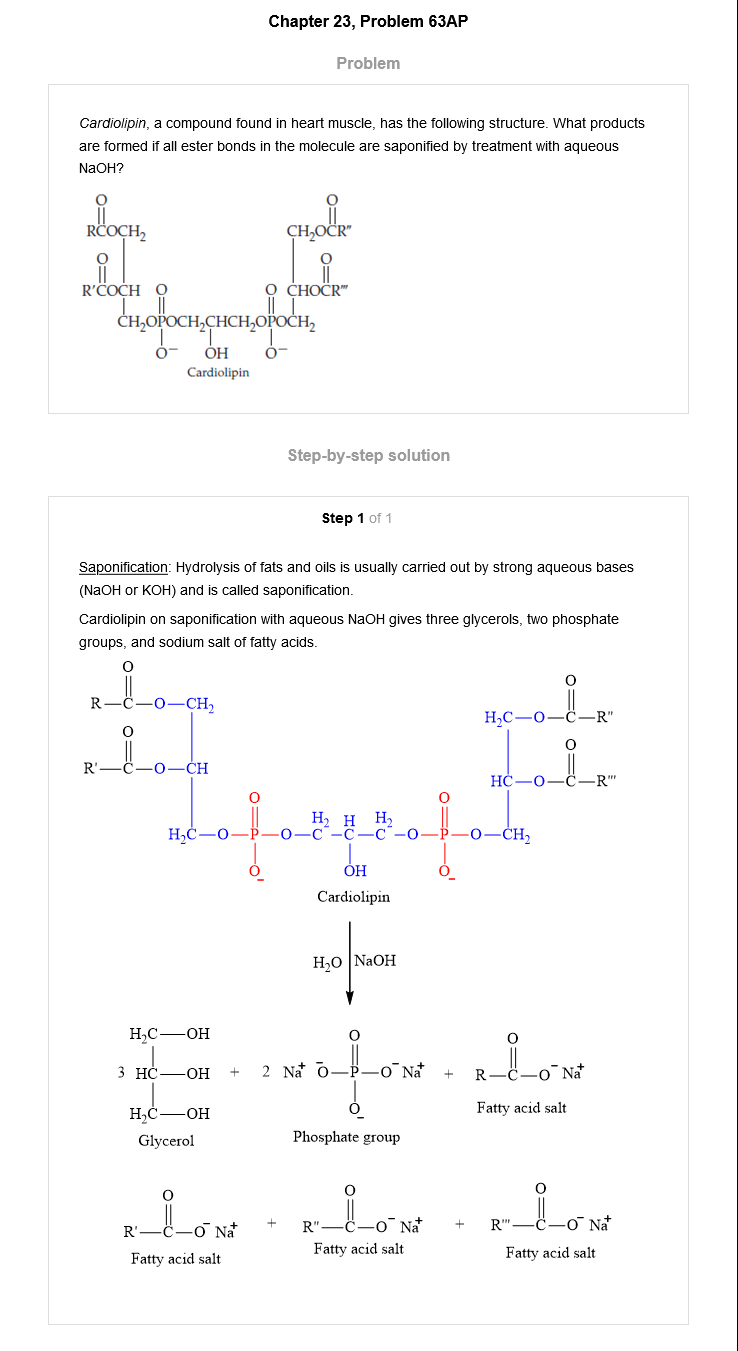 Chapter 23, Problem 63AP
Problem
Cardiolipin, a compound found in heart muscle, has the following structure. What products
are formed if all ester bonds in the molecule are saponified by treatment with aqueous
NaOH?
O O
RCOCH₂ CH₂OCR″
O O
R′COCH O O CHOCR‴
CH₂OPOCH₂CHCH₂OPOCH₂
O⁻ OH O⁻
Cardiolipin
Step-by-step solution
Step 1 of 1
Saponification: Hydrolysis of fats and oils is usually carried out by strong aqueous bases
(NaOH or KOH) and is called saponification.
Cardiolipin on saponification with aqueous NaOH gives three glycerols, two phosphate
groups, and sodium salt of fatty acids.
O O
R—C—O—CH₂ H₂C—O—C—R"
O O
R'—C—O—CH HC—O—C—R"'
O O
H₂C—O—P—O—C—C—C—O—P—O—CH₂
H₂ H H₂
O⁻ OH O⁻
Cardiolipin
H₂O NaOH
H₂C—OH O O
3 HC—OH + 2 Na⁺ ⁻O—P—O⁻ Na⁺ + R—C—O⁻ Na⁺
H₂C—OH O⁻ Fatty acid salt
Glycerol Phosphate group
O O O
R'—C—O⁻ Na⁺ + R"—C—O⁻ Na⁺ + R"'—C—O⁻ Na⁺
Fatty acid salt Fatty acid salt Fatty acid salt